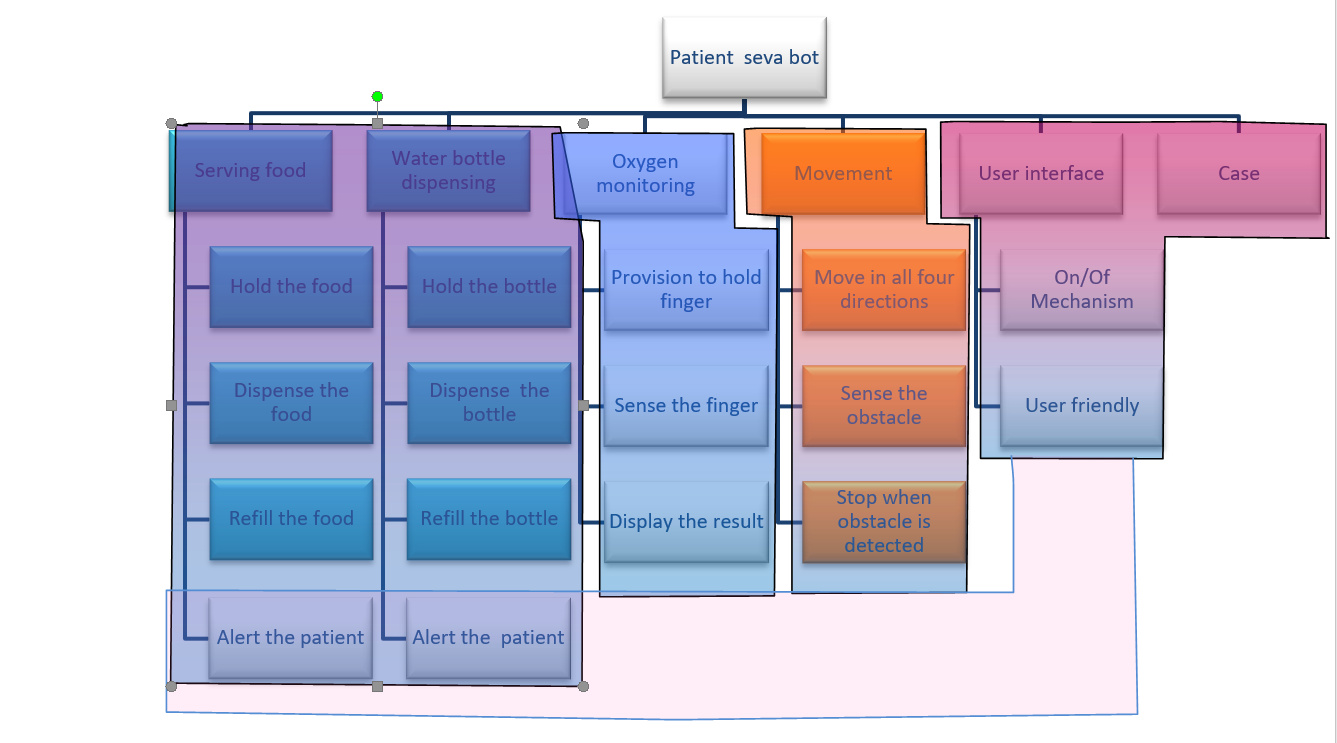 Patient  seva bot
Serving food
Water bottle
dispensing
Oxygen
monitoring
Movement
User interface
Case
Hold the food
Hold the bottle
Provision to hold
finger
Move in all four
directions
On/Of
Mechanism
Dispense the
food
Dispense  the
bottle
Sense the finger
Sense the
obstacle
User friendly
Refill the food
Refill the bottle
Display the result
Stop when
obstacle is
detected
Alert the patient
Alert the  patient